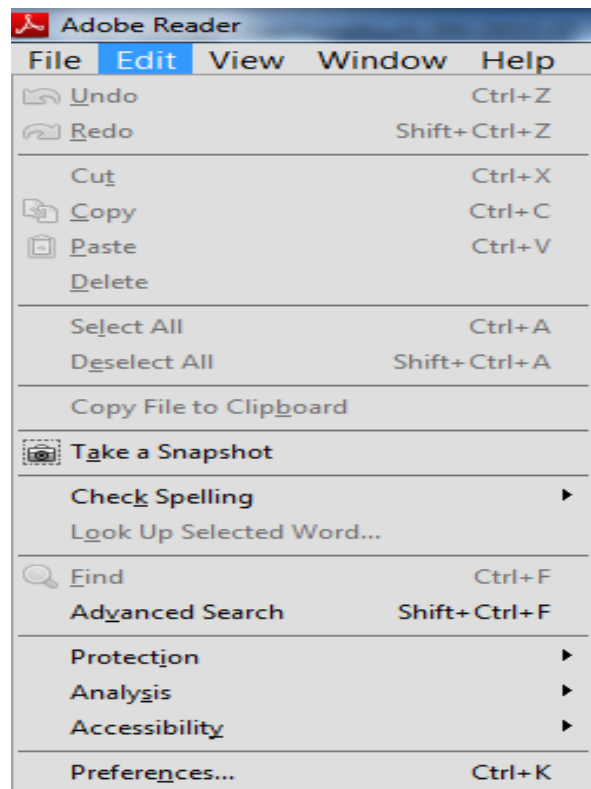 Adobe Reader
File Edit View Window Help
Undo Ctrl+Z
Redo Shift+Ctrl+Z
Cut Ctrl+X
Copy Ctrl+C
Paste Ctrl+V
Delete
Select All Ctrl+A
Deselect All Shift+Ctrl+A
Copy File to Clipboard
Take a Snapshot
Check Spelling
Look Up Selected Word...
Find Ctrl+F
Advanced Search Shift+Ctrl+F
Protection
Analysis
Accessibility
Preferences... Ctrl+K